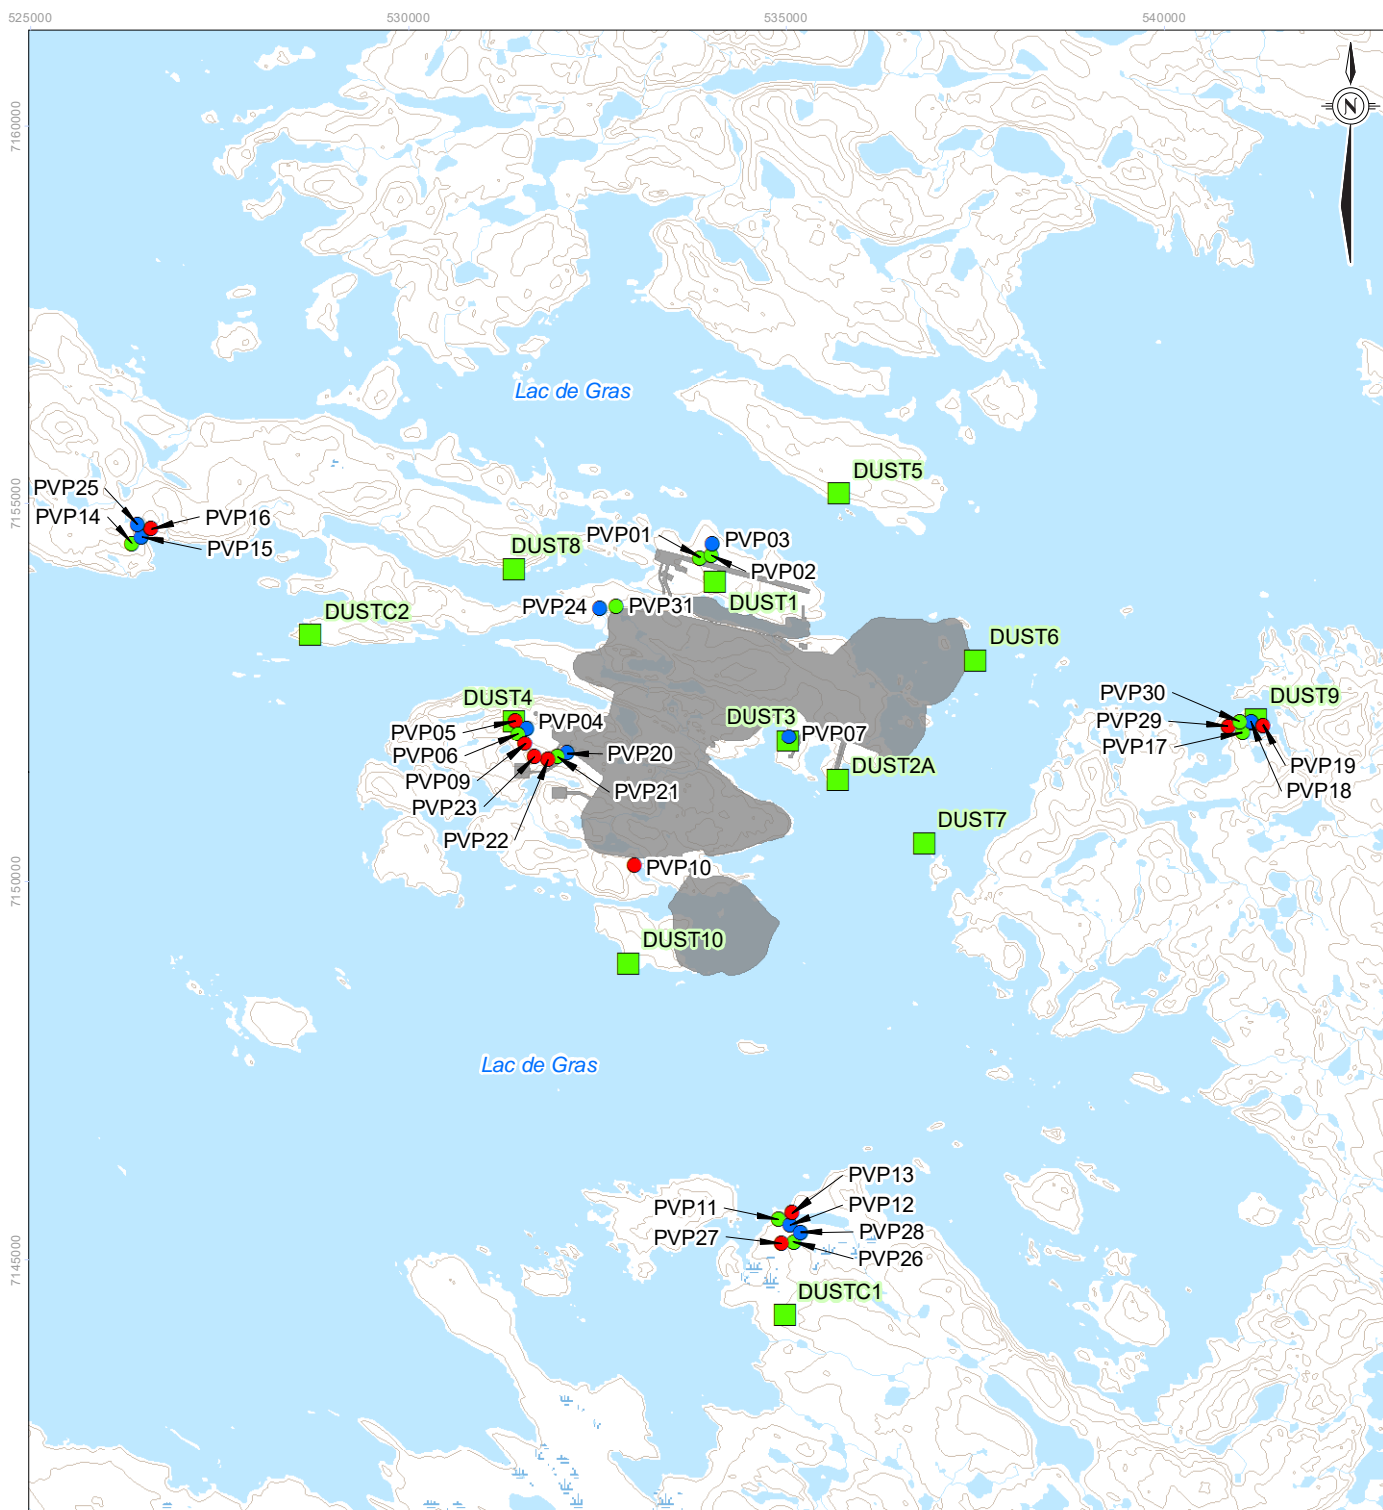 525000
530000
535000
540000
7160000
7155000
7150000
7145000
N
Lac de Gras
DUST5
PVP25
PVP14
PVP16
PVP15
PVP01
PVP03
PVP02
DUST8
DUST1
PVP24
PVP31
DUSTC2
DUST6
DUST4
PVP04
PVP05
PVP06
PVP09
PVP23
PVP22
PVP20
PVP21
DUST3
PVP07
DUST2A
PVP30
DUST9
PVP29
PVP17
PVP19
PVP18
DUST7
PVP10
DUST10
Lac de Gras
PVP13
PVP11
PVP12
PVP27
PVP28
PVP26
DUSTC1